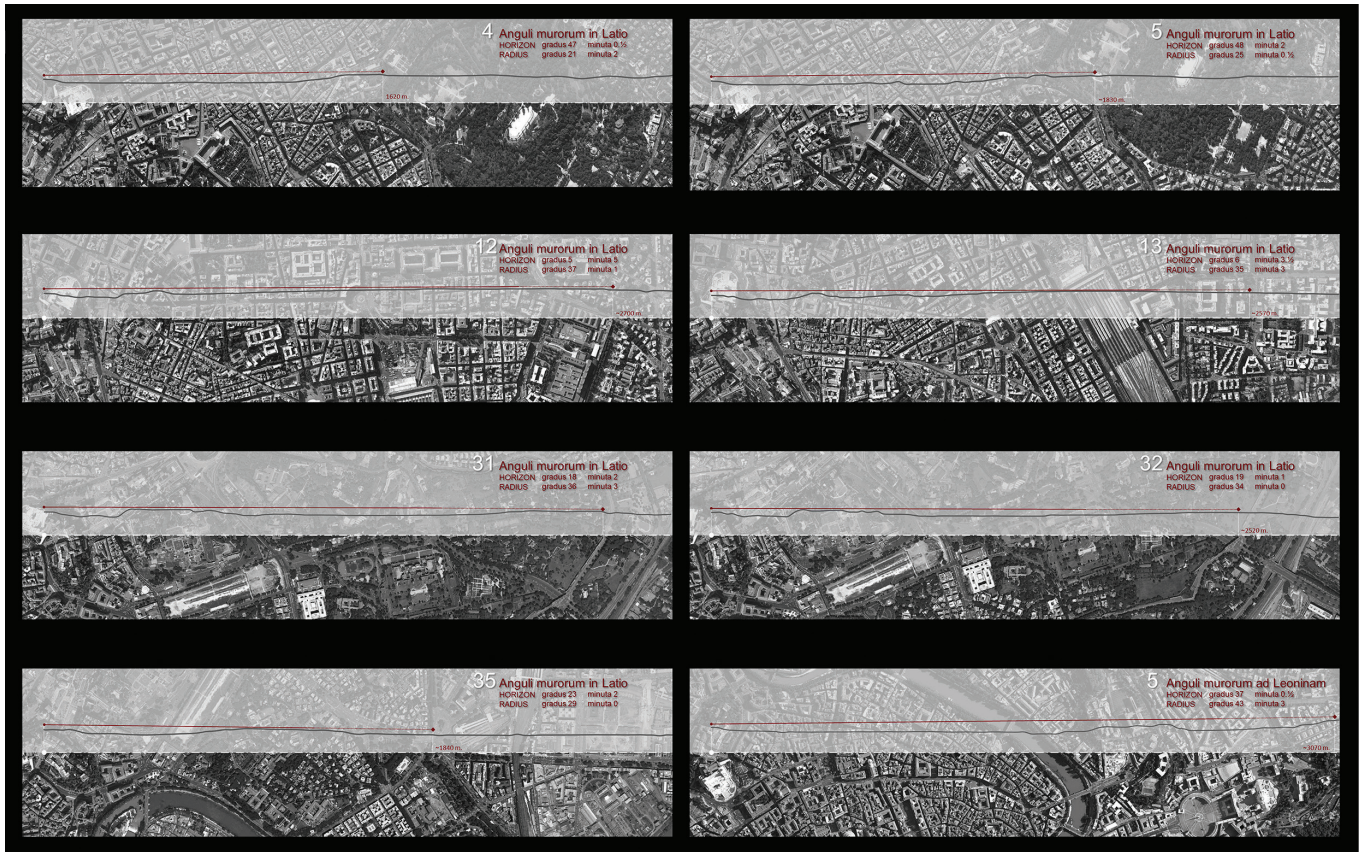 4 Anguli murorum in Latio
HORIZON gradus 47 minuta 0.½
RADIUS gradus 21 minuta 2
1620 m.
5 Anguli murorum in Latio
HORIZON gradus 48 minuta 2
RADIUS gradus 25 minuta 0.½
~1830 m.
12 Anguli murorum in Latio
HORIZON gradus 5 minuta 5
RADIUS gradus 37 minuta 1
~2700 m.
13 Anguli murorum in Latio
HORIZON gradus 6 minuta 3.½
RADIUS gradus 35 minuta 3
~2570 m.
31 Anguli murorum in Latio
HORIZON gradus 18 minuta 2
RADIUS gradus 36 minuta 3
32 Anguli murorum in Latio
HORIZON gradus 19 minuta 1
RADIUS gradus 34 minuta 0
~2520 m.
35 Anguli murorum in Latio
HORIZON gradus 23 minuta 2
RADIUS gradus 29 minuta 0
~1840 m.
5 Anguli murorum ad Leoninam
HORIZON gradus 37 minuta 0.½
RADIUS gradus 43 minuta 3
~3070 m.